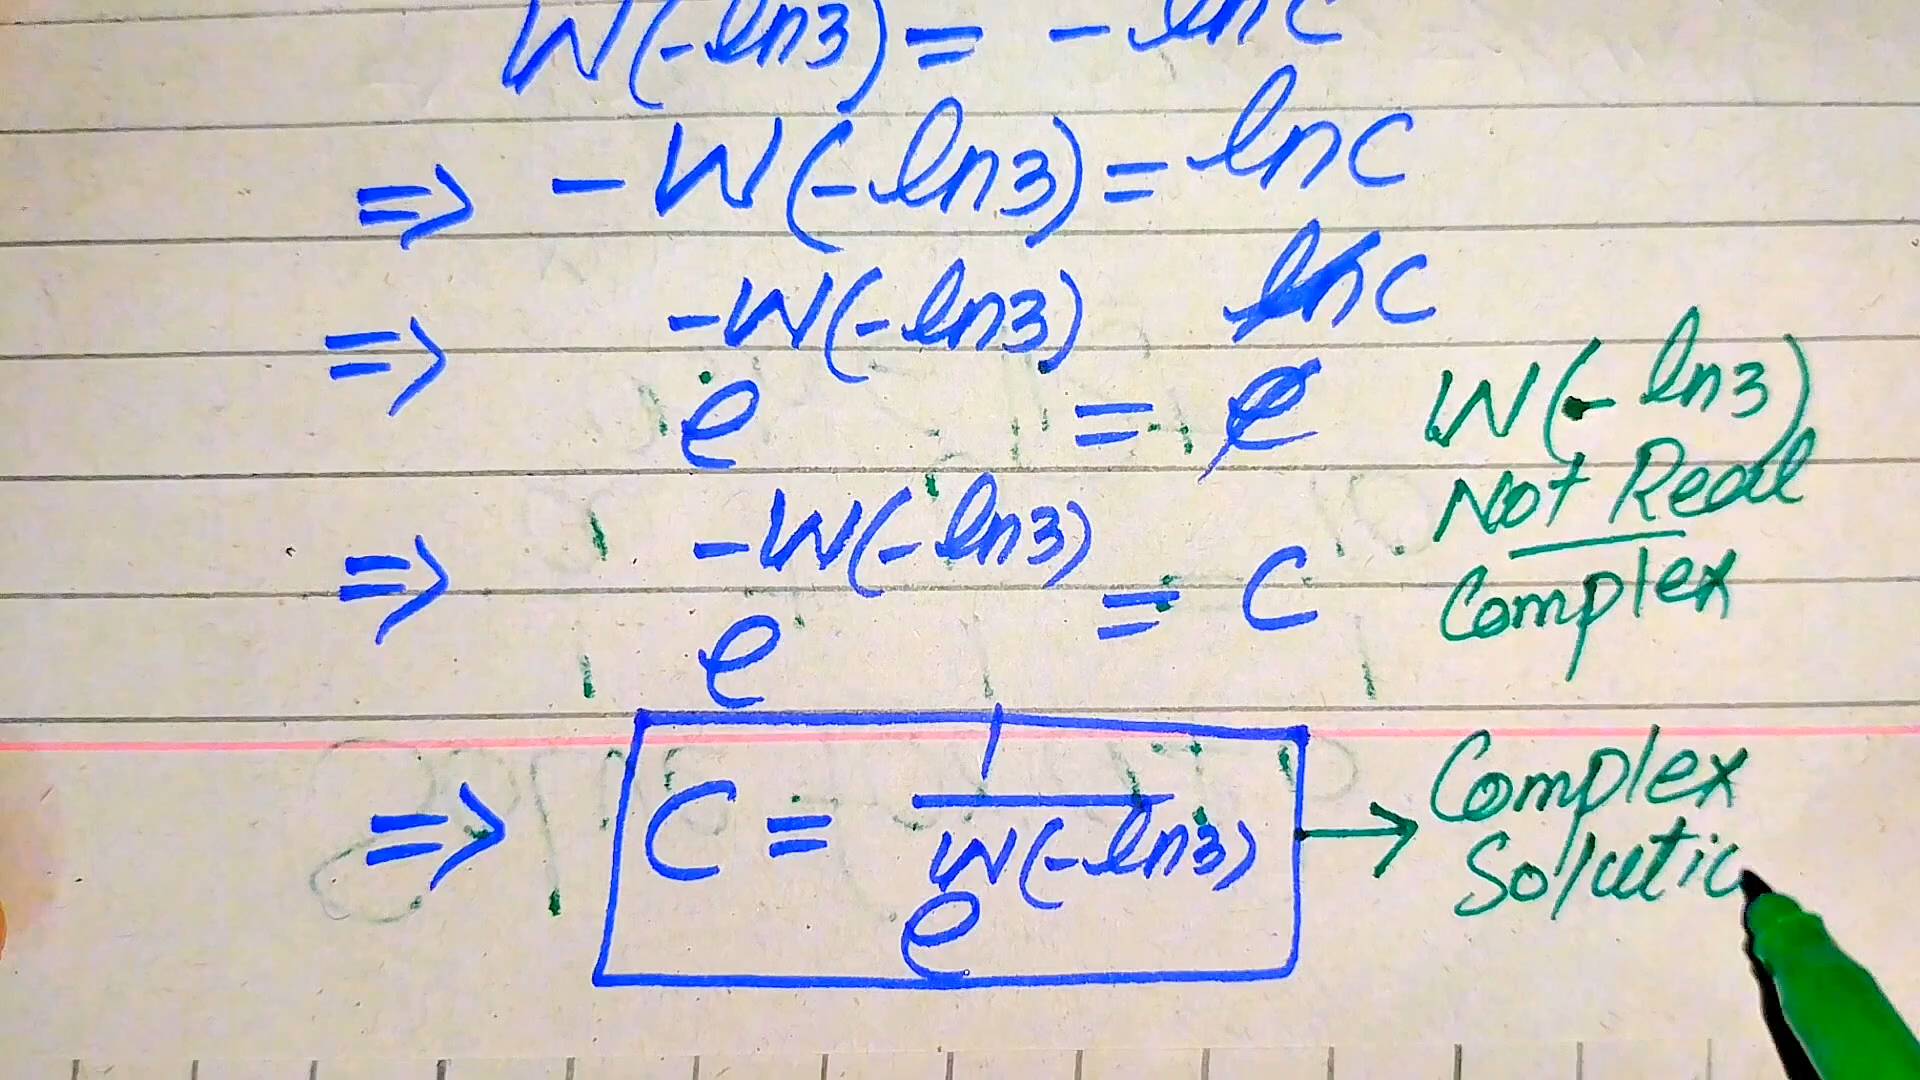 W(-ln3) = -lnc
=> -W(-ln3) = lnc
=> e^-W(-ln3) = e^lnc
W(-ln3)
Not Real
Complex
=> e^-W(-ln3) = c
=> c = 1/e^W(-ln3) → Complex
Solutio